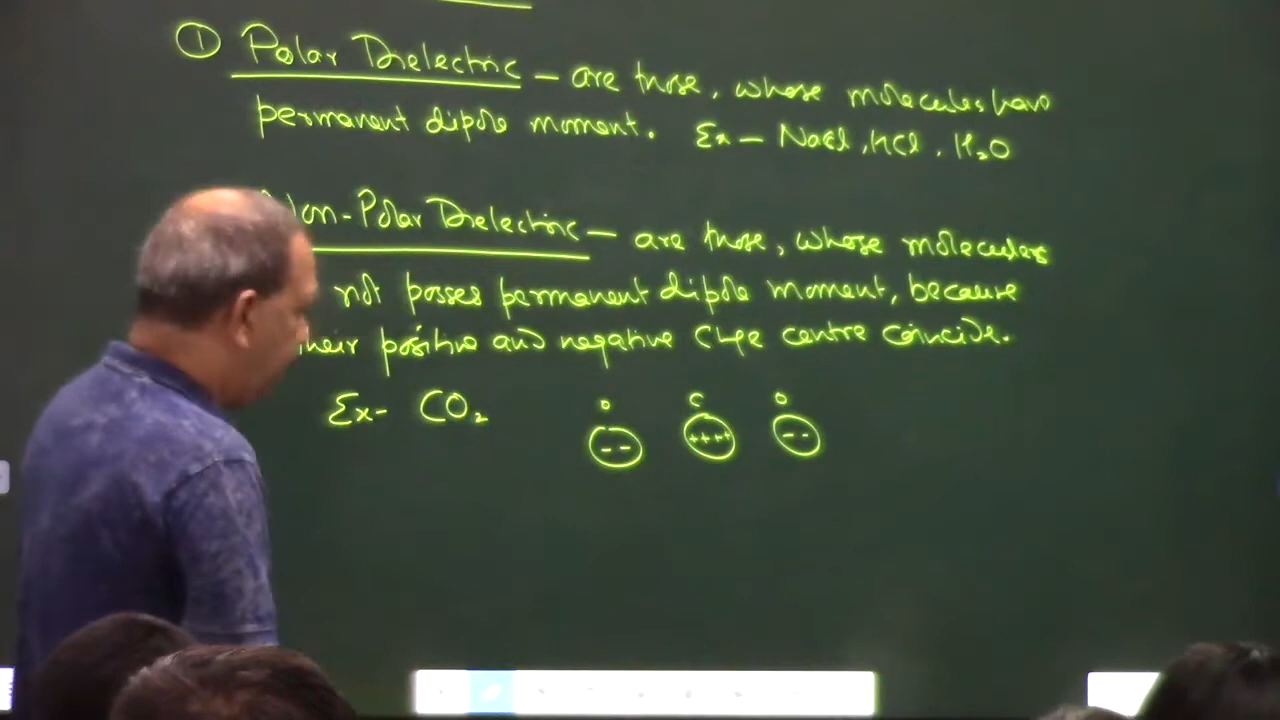 ① Polar Dielectric — are those, whose molecules have
permanent dipole moment. Ex — NaCl, HCl, H₂O
Non-Polar Dielectric — are those, whose molecules
not posses permanent dipole moment, because
their positive and negative charge centre coincide.
Ex- CO₂
O C O
-- ++++ --